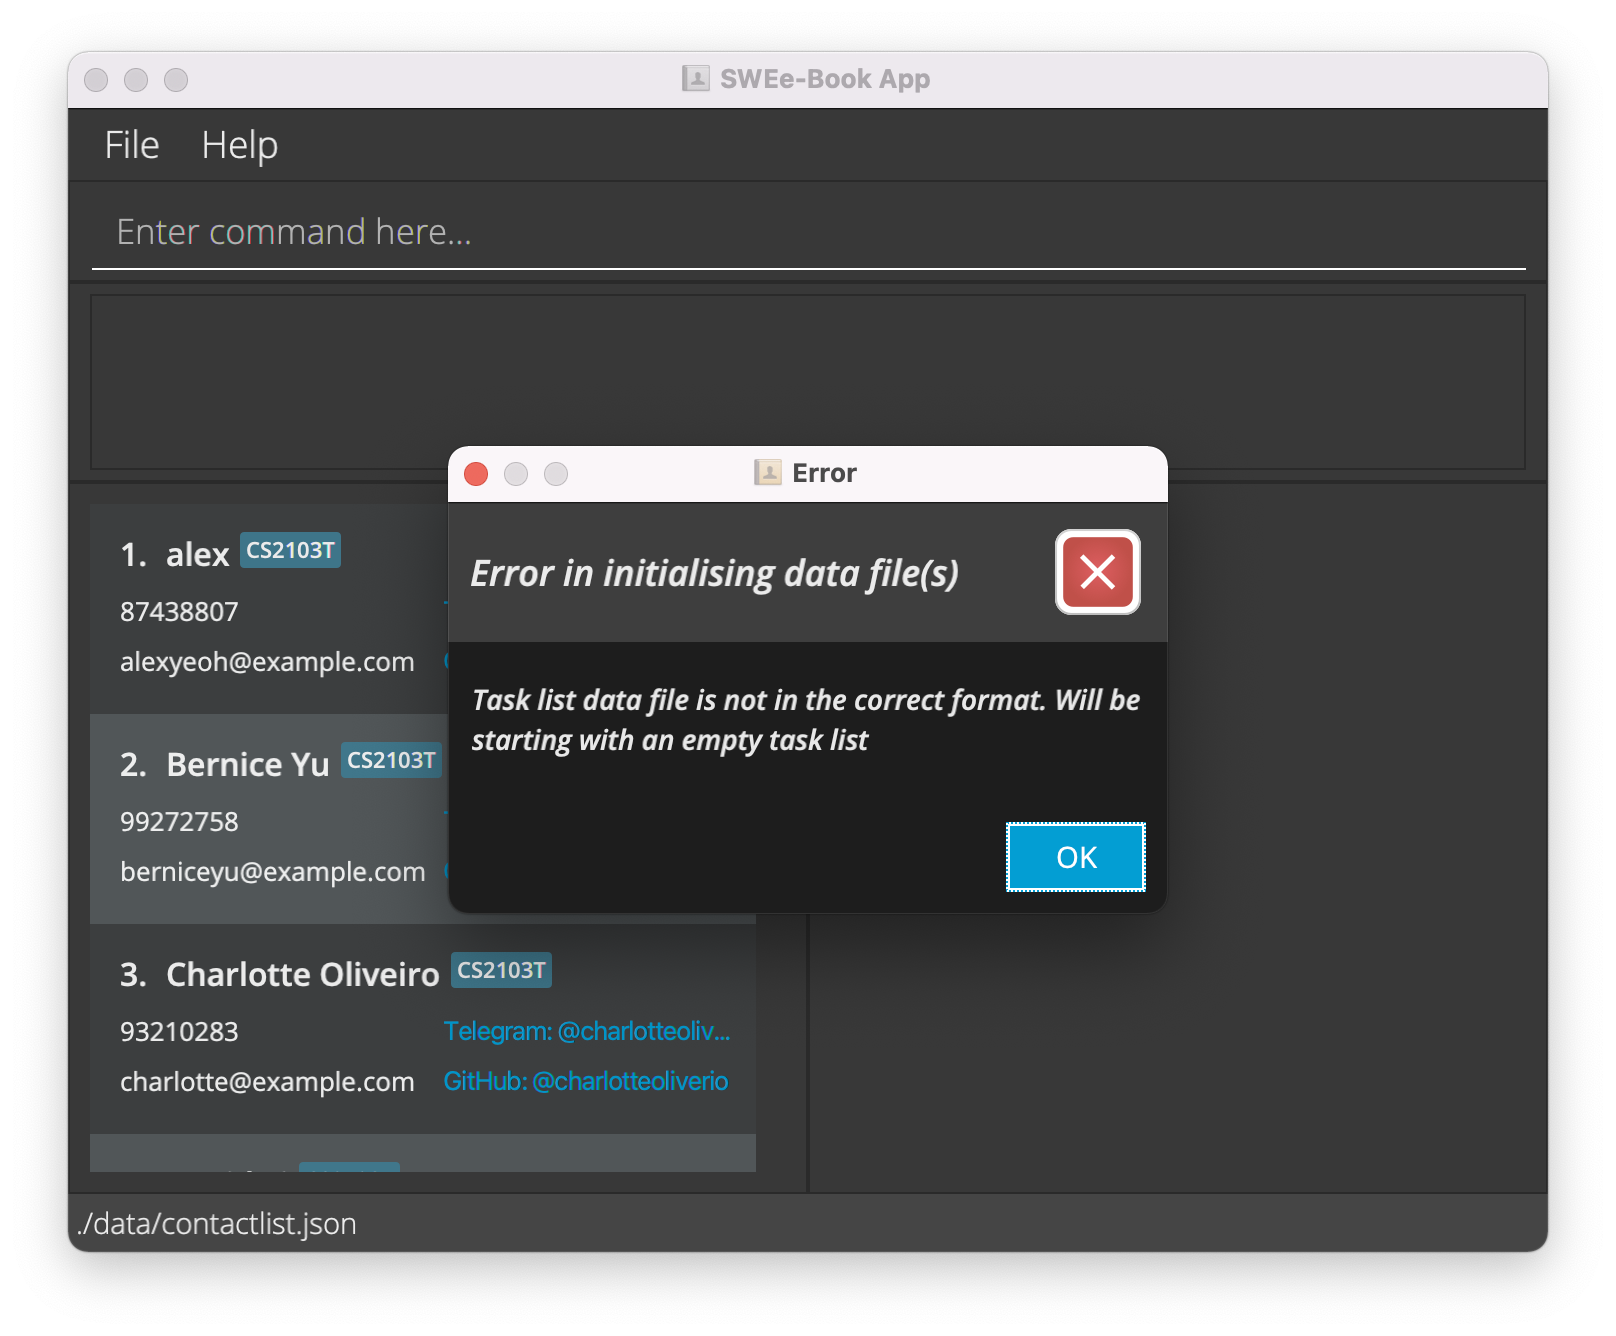 SWEe-Book App
File Help
Enter command here...
Error
Error in initialising data file(s)
Task list data file is not in the correct format. Will be
starting with an empty task list
OK
1. alex CS2103T
87438807
alexyeoh@example.com
2. Bernice Yu CS2103T
99272758
berniceyu@example.com
3. Charlotte Oliveiro CS2103T
93210283 Telegram: @charlotteoliv...
charlotte@example.com GitHub: @charlotteoliverio
./data/contactlist.json